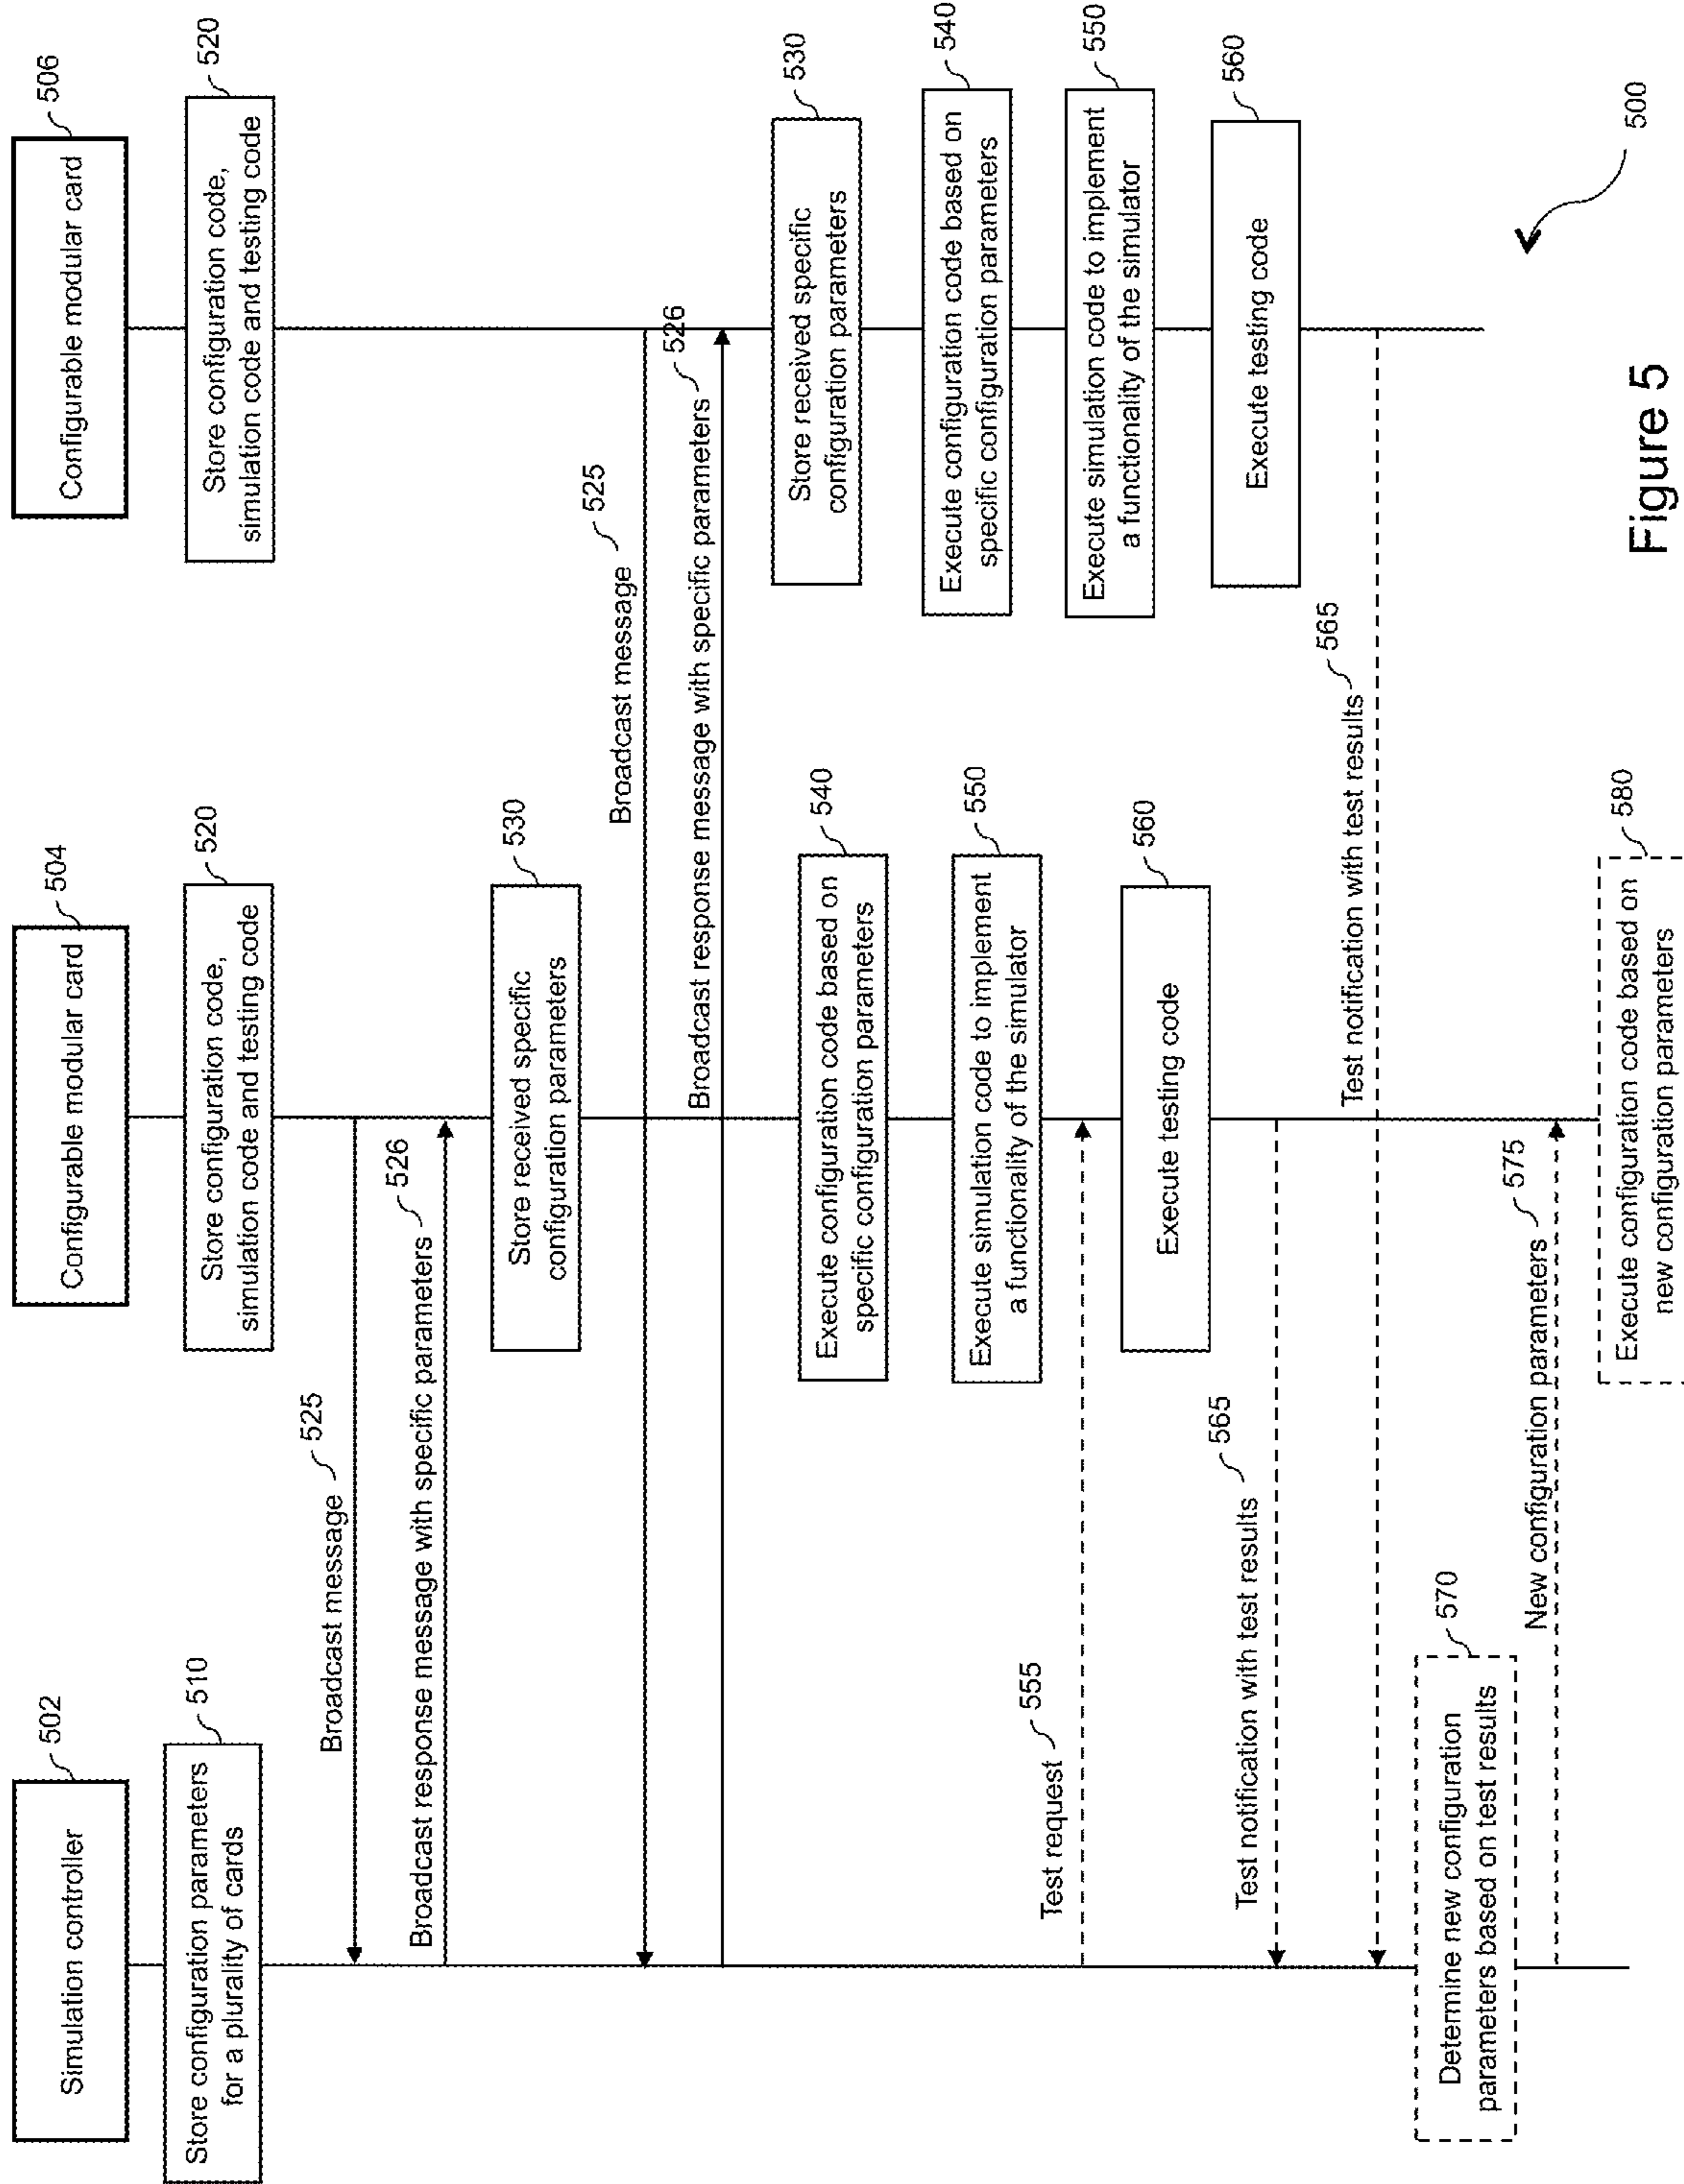 Simulation controller
502
Configurable modular card
504
Configurable modular card
506
Store configuration parameters
for a plurality of cards
510
Store configuration code,
simulation code and testing code
520
Store configuration code,
simulation code and testing code
520
Broadcast message
525
Broadcast response message with specific parameters
526
Store received specific
configuration parameters
530
Broadcast message
525
Broadcast response message with specific parameters
526
Store received specific
configuration parameters
530
Execute configuration code based on
specific configuration parameters
540
Execute configuration code based on
specific configuration parameters
540
Execute simulation code to implement
a functionality of the simulator
550
Execute simulation code to implement
a functionality of the simulator
550
Test request
555
Execute testing code
560
Execute testing code
560
Test notification with test results
565
Test notification with test results
565
Determine new configuration
parameters based on test results
570
New configuration parameters
575
Execute configuration code based on
new configuration parameters
580
500
Figure 5